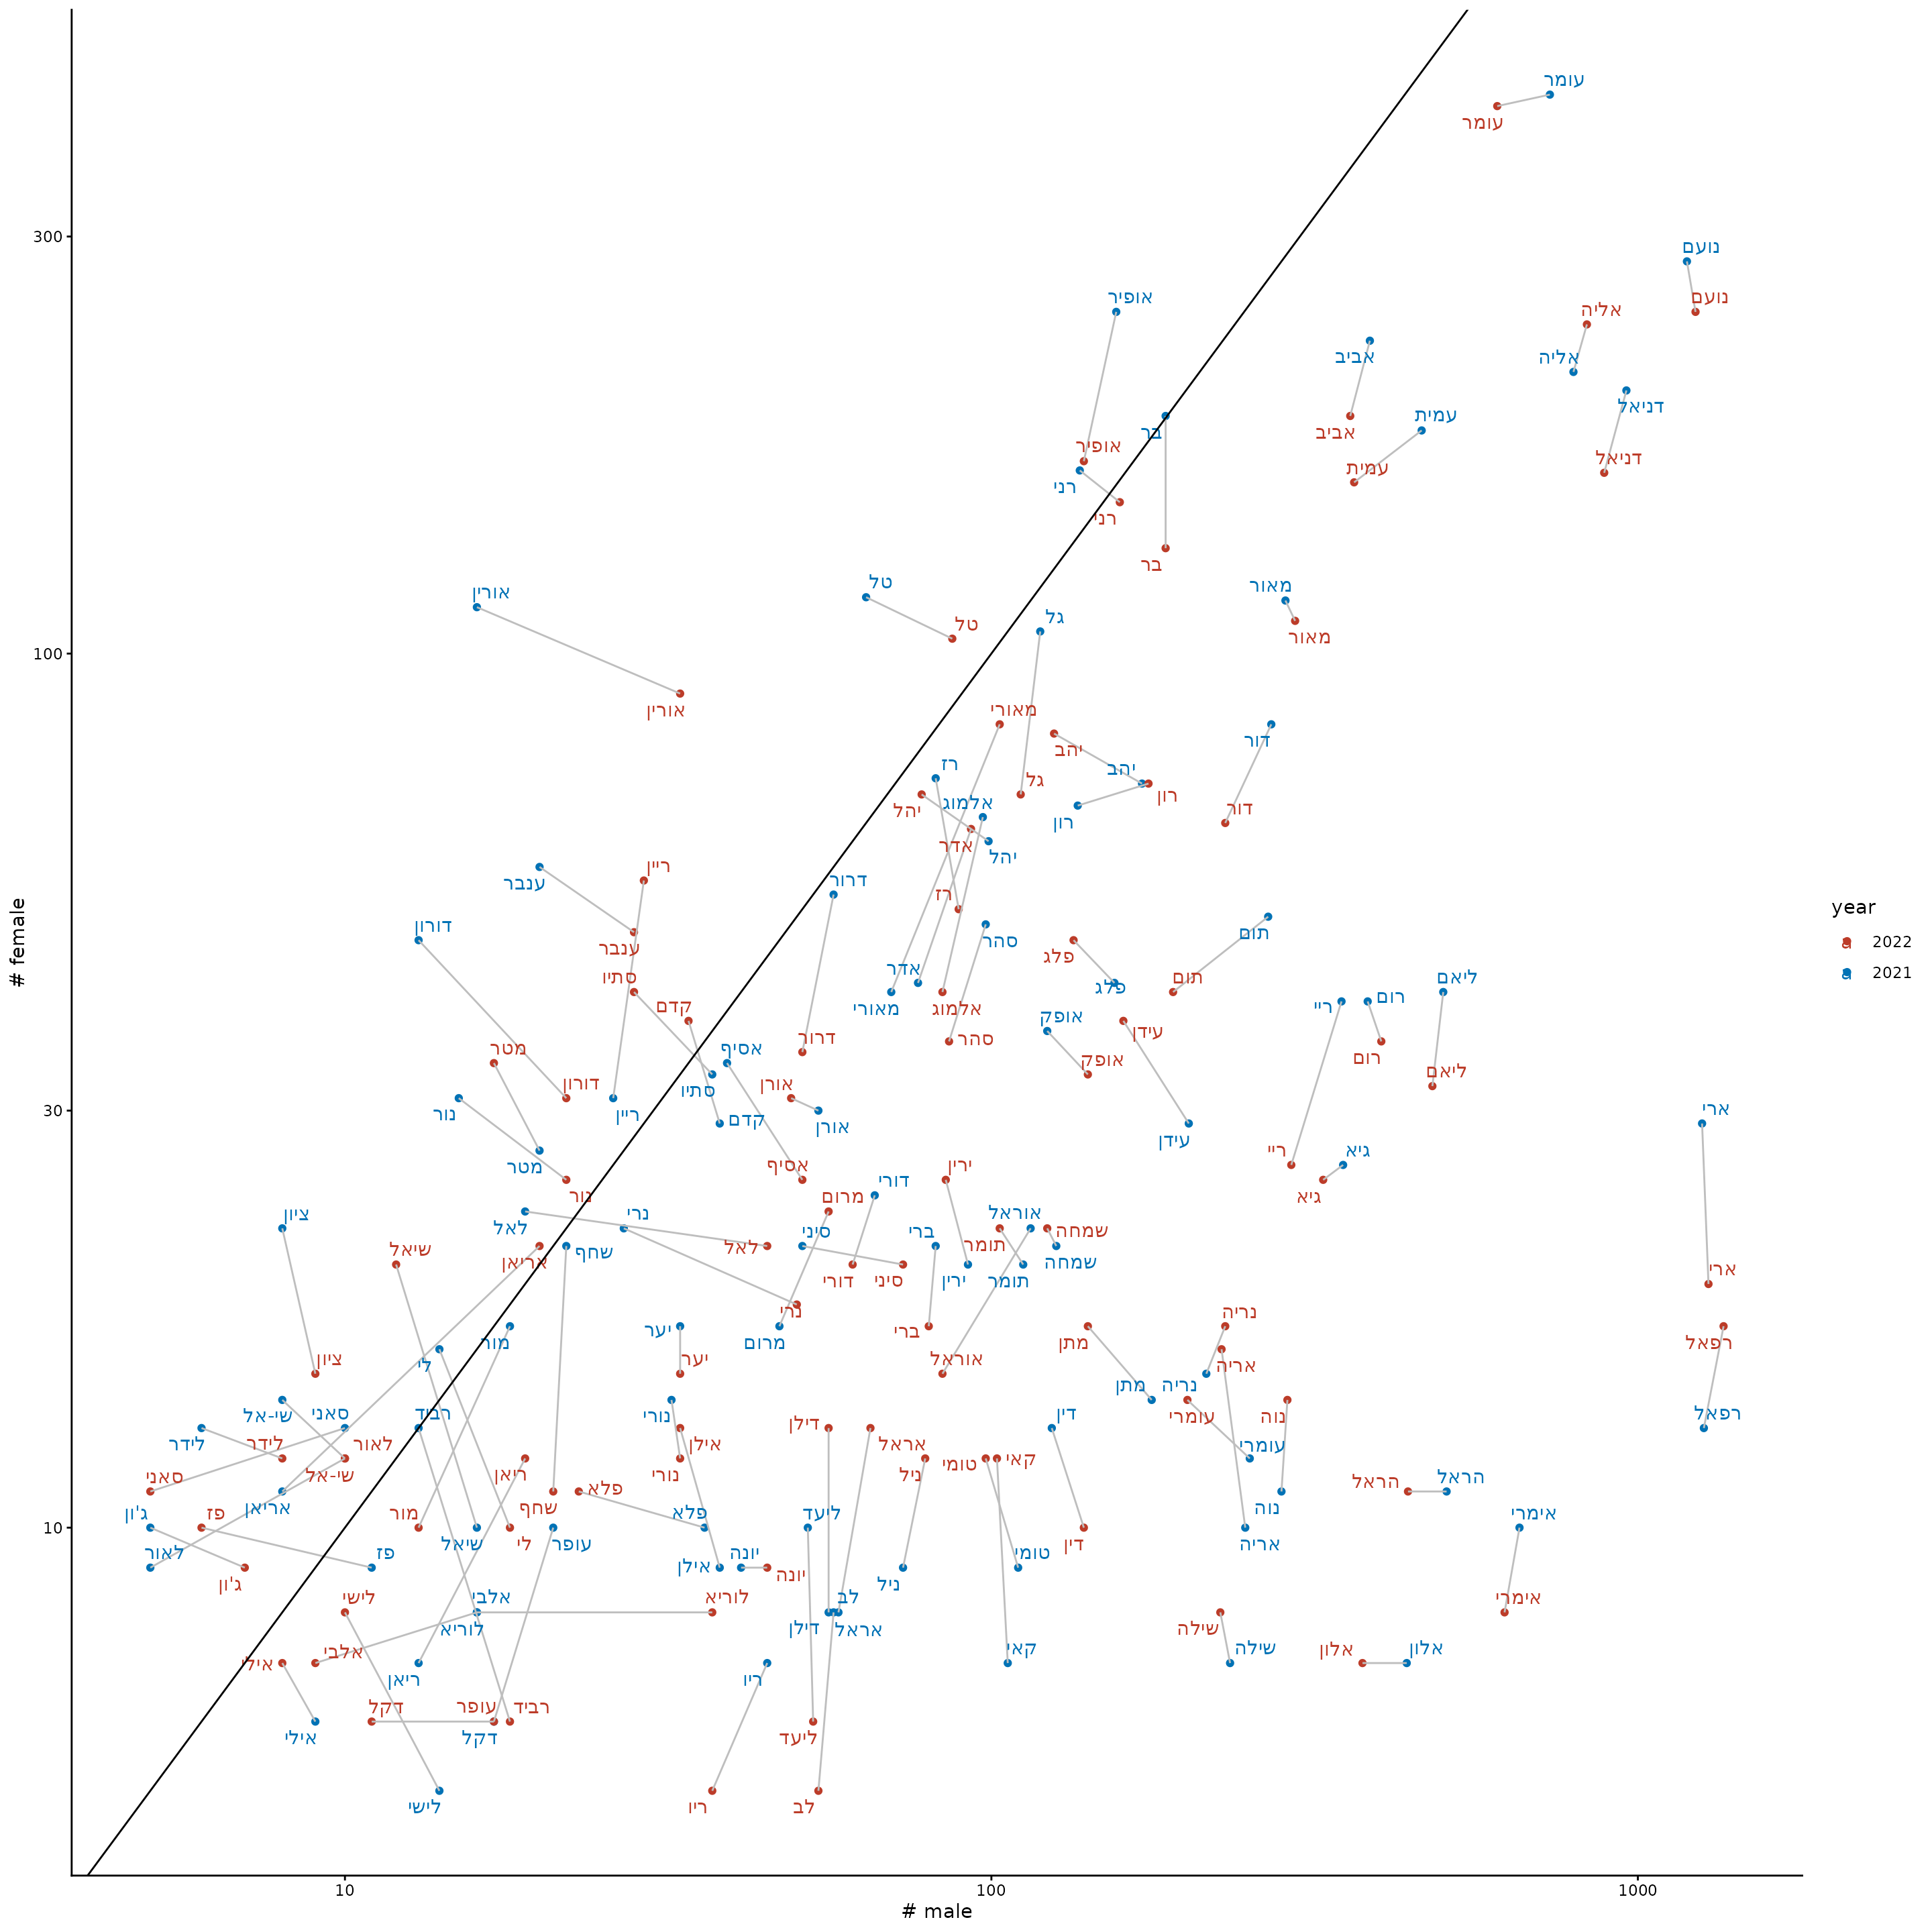 עומר
עומר
נועם
300
אופיר
נועם
אליה
אביב
אליה
דניאל
עמית
אביב
בר
אופיר
דניאל
עמית
רני
רני
בר
טל
מאור
אורין
גל
טל
מאור
100
אורין
מאורי
דור
יהב
רז
יהב
גל
רון
אלמוג
דור
יהל
רון
אדר
יהל
ריין
ענבר
דרור
רז
year
דורון
תום
סהר
2022
ענבר
פלג
# female
אדר
2021
סתיו
תום
ליאם
פלג
ריי
רום
קדם
מאורי
אלמוג
אופק
עידן
דרור
סהר
מטר
אסיף
רום
אופק
ליאם
דורון
אורן
סתיו
נור
30
ריין
קדם
אורן
ארי
עידן
מטר
ריי
גיא
אסיף
ירין
דורי
נור
גיא
מרום
ציון
לאל
נרי
אוראל
סיני
ברי
שמחה
שיאל
שחף
לאל
תומר
אריאן
שמחה
ארי
דורי
סיני
ירין
תומר
נרי
נריה
יער
ברי
מור
מרום
מתן
רפאל
ציון
לי
יער
אוראל
אריה
מתן
נריה
שי-אל
סאני
רביד
נורי
דין
עומרי
נוה
רפאל
לידר
לידר
לאור
אילן
דילן
אראל
עומרי
סאני
שי-אל
ריאן
נורי
ניל
טומי
קאי
הראל
הראל
אריאן
שחף
פלא
נוה
ג'ון
פז
מור
פלא
ליעד
אימרי
10
לי
שיאל
עופר
דין
אריה
לאור
פז
אילן
יונה
טומי
ג'ון
יונה
ניל
לישי
אלבי
לוריא
לב
אימרי
לוריא
דילן
אראל
שילה
אילי
אלבי
ריאן
ריו
קאי
שילה
אלון
אלון
דקל
עופר
רביד
אילי
דקל
ליעד
לישי
ריו
לב
10
100
1000
# male